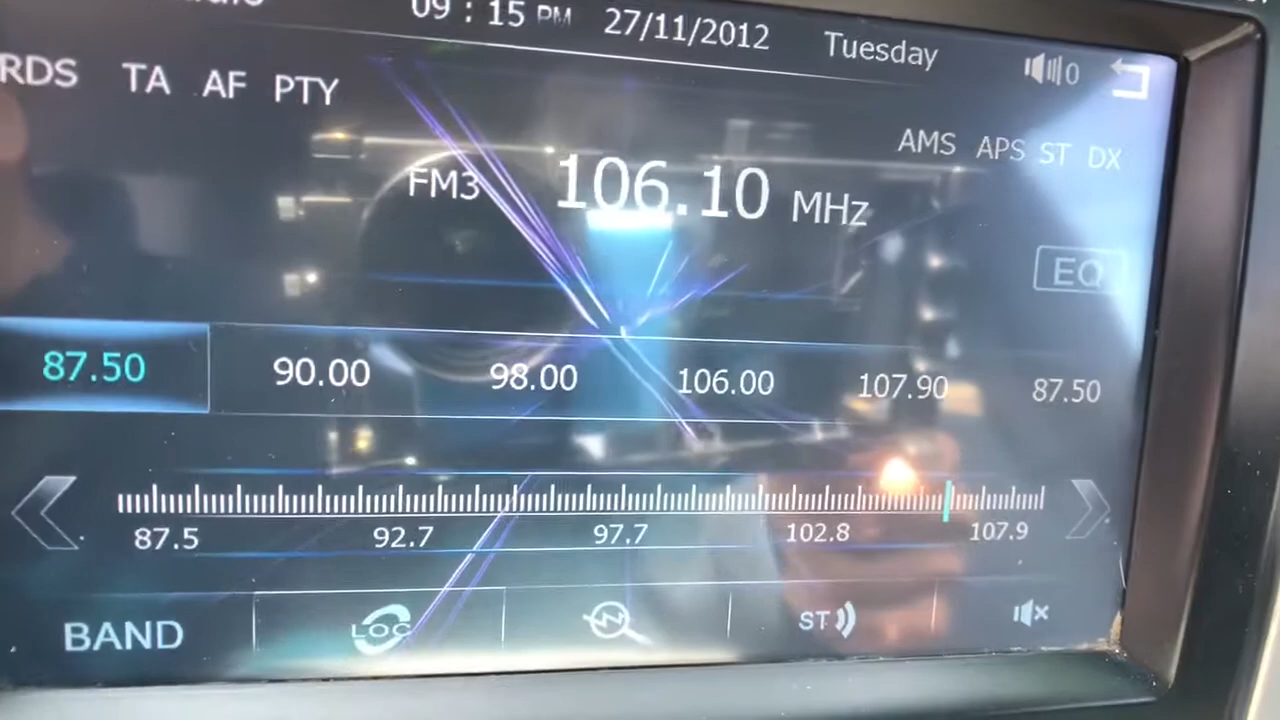 09 : 15 PM 27/11/2012 Tuesday 0
RDS TA AF PTY
AMS APS ST DX
FM3 106.10 MHz
EQ
87.50 90.00 98.00 106.00 107.90 87.50
87.5 92.7 97.7 102.8 107.9
BAND LOC ST